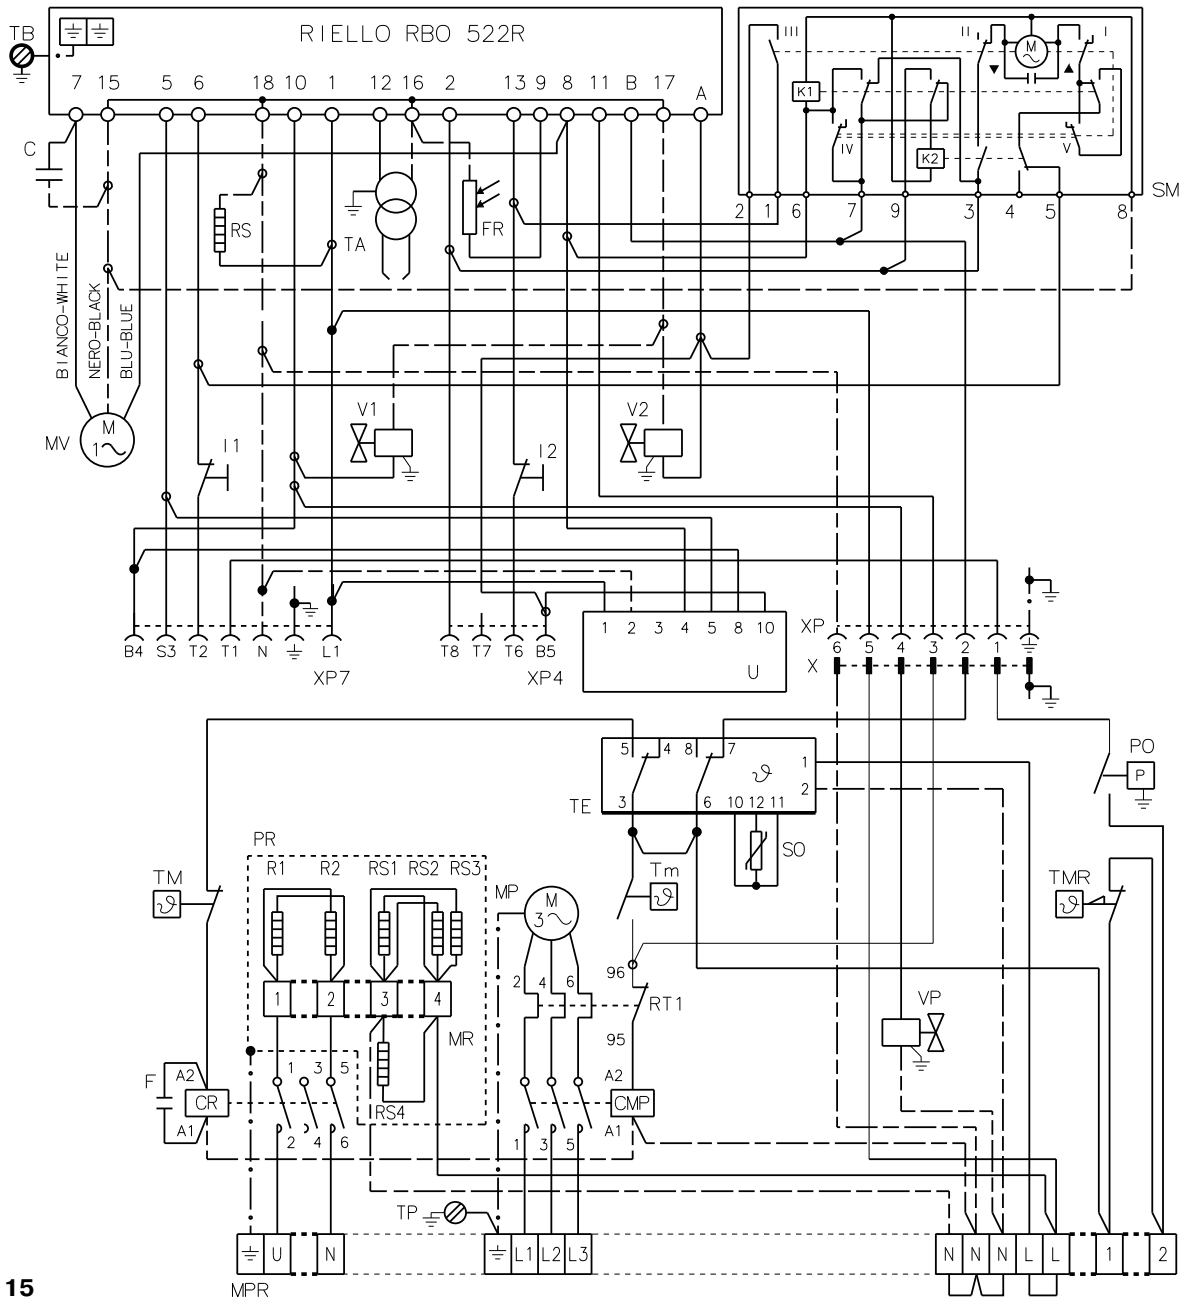 RIELLO RBO 522R
TB
7 15 5 6 18 10 1 12 16 2 13 9 8 11 B 17 A
III II I
M
K1
IV V
K2
SM
2 1 6 7 9 3 4 5 8
C
RS
TA
FR
BIANCO-WHITE
NERO-BLACK
BLU-BLUE
MV
M
1
I1
V1
I2
V2
B4 S3 T2 T1 N L1
XP7
T8 T7 T6 B5
XP4
1 2 3 4 5 8 10
U
XP
6 5 4 3 2 1
X
5 4 8 7
1
2
ϑ
3 6 10 12 11
TE
SO
PO
P
PR
R1 R2 RS1 RS2 RS3
TM
ϑ
MP
M
3
Tm
ϑ
TMR
ϑ
96
RT1
95
2 4 6
1 2 3 4
MR
VP
F
A2
CR
A1
1 3 5
2 4 6
RS4
A2
CMP
A1
1 3 5
TP
U N
L1 L2 L3
N N N L L 1 2
MPR
15